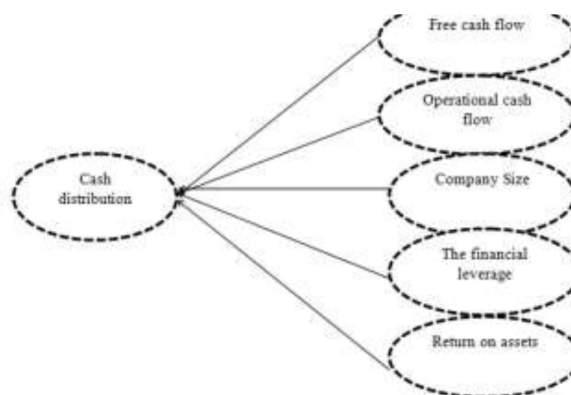 Free cash flow
Operational cash
flow
Cash
distribution
Company Size
The financial
leverage
Return on assets